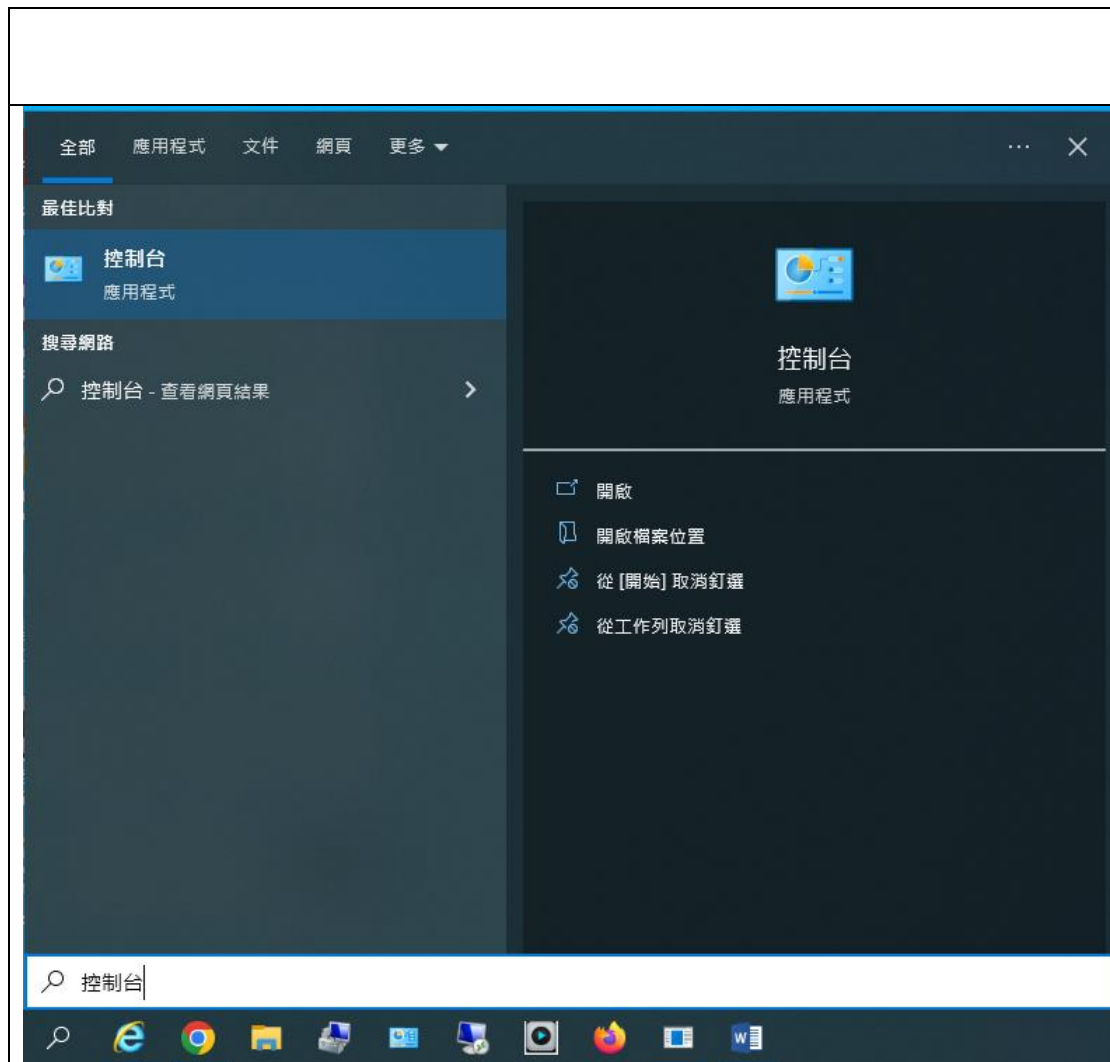 全部 應用程式 文件 網頁 更多
最佳比對
控制台
應用程式
搜尋網路
控制台 - 查看網頁結果
控制台
應用程式
開啟
開啟檔案位置
從 [開始] 取消釘選
從工作列取消釘選
控制台